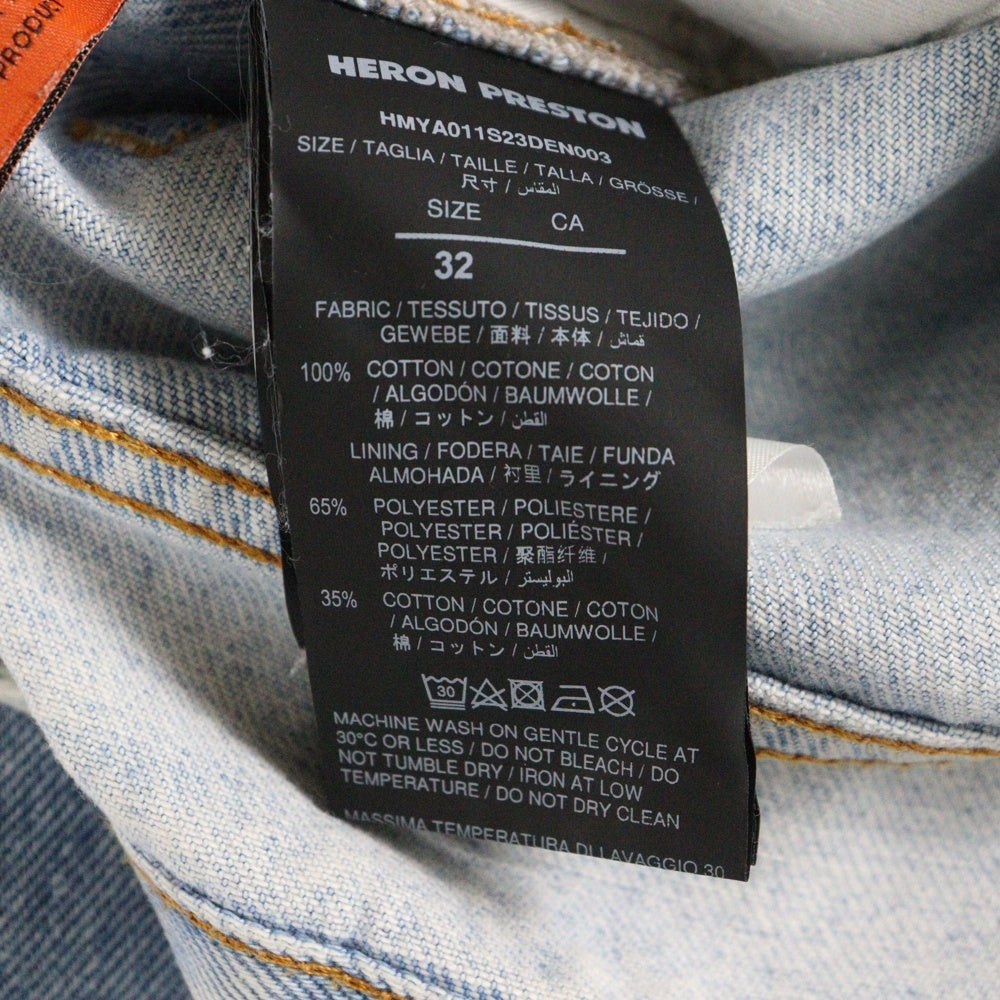 PRODU
HERON PRESTON
HMYA011S23DEN003
SIZE / TAGLIA / TAILLE / TALLA / GRÖSSE /
尺寸 / المقاس
SIZE CA
32
FABRIC / TESSUTO / TISSUS / TEJIDO /
GEWEBE / 面料 / 本体 / قماش
100% COTTON / COTONE / COTON
/ ALGODÓN / BAUMWOLLE /
棉 / コットン / القطن
LINING / FODERA / TAIE / FUNDA
ALMOHADA / 衬里 / ライニング
65% POLYESTER / POLIESTERE /
POLYESTER / POLIÉSTER /
POLYESTER / 聚酯纤维 /
ポリエステル / البوليستر
35% COTTON / COTONE / COTON
/ ALGODÓN / BAUMWOLLE /
棉 / コットン / القطن
30
MACHINE WASH ON GENTLE CYCLE AT
30°C OR LESS / DO NOT BLEACH / DO
NOT TUMBLE DRY / IRON AT LOW
TEMPERATURE / DO NOT DRY CLEAN
MASSIMA TEMPERATURA DI LAVAGGIO 30